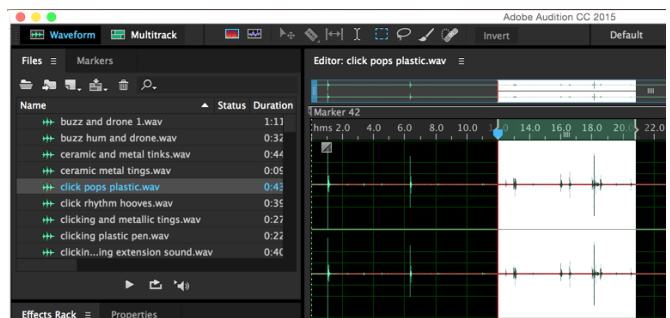 Adobe Audition CC 2015
Waveform Multitrack Invert Default
Files Markers Editor: click pops plastic.wav
Name Status Duration
Marker 42
hms 2.0 4.0 6.0 8.0 10.0 14.0 16.0 18.0 22.0
buzz and drone 1.wav 1:11
buzz hum and drone.wav 0:32
ceramic and metal tinks.wav 0:44
ceramic metal tings.wav 0:09
click pops plastic.wav 0:43
click rhythm hooves.wav 0:39
clicking and metallic tings.wav 0:27
clicking plastic pen.wav 0:22
clickin...ing extension sound.wav 0:40
Effects Rack Properties